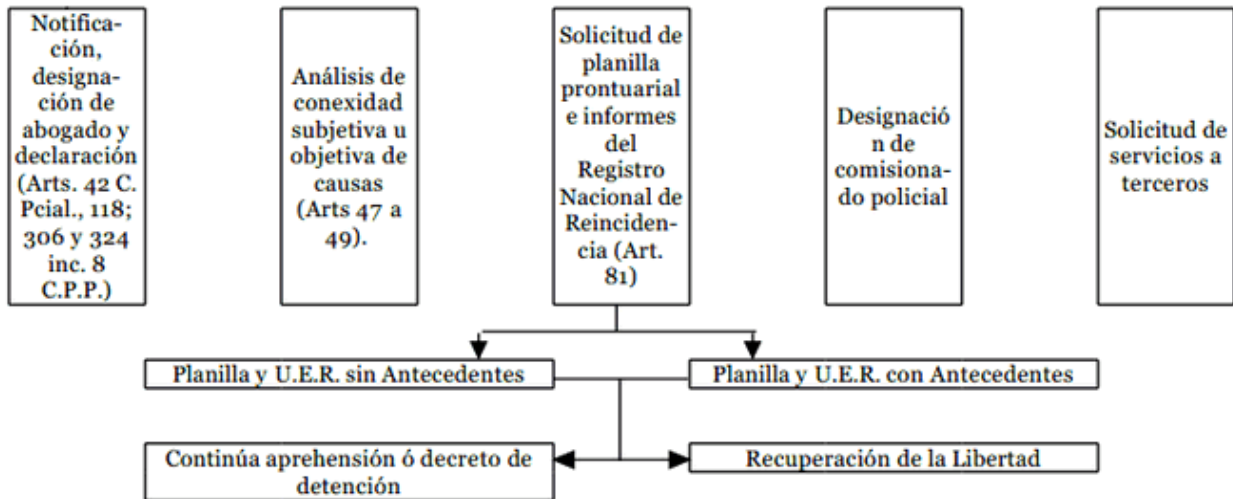 Notifica-
ción,
designa-
ción de
abogado y
declaración
(Arts. 42 C.
Pcial., 118;
306 y 324
inc. 8
C.P.P.)
Análisis de
conexidad
subjetiva u
objetiva de
causas
(Arts 47 a
49).
Solicitud de
planilla
prontuarial
e informes
del
Registro
Nacional de
Reinciden-
cia (Art.
81)
Designació
n de
comisiona-
do policial
Solicitud de
servicios a
terceros
Planilla y U.E.R. sin Antecedentes
Planilla y U.E.R. con Antecedentes
Continúa aprehensión ó decreto de
detención
Recuperación de la Libertad